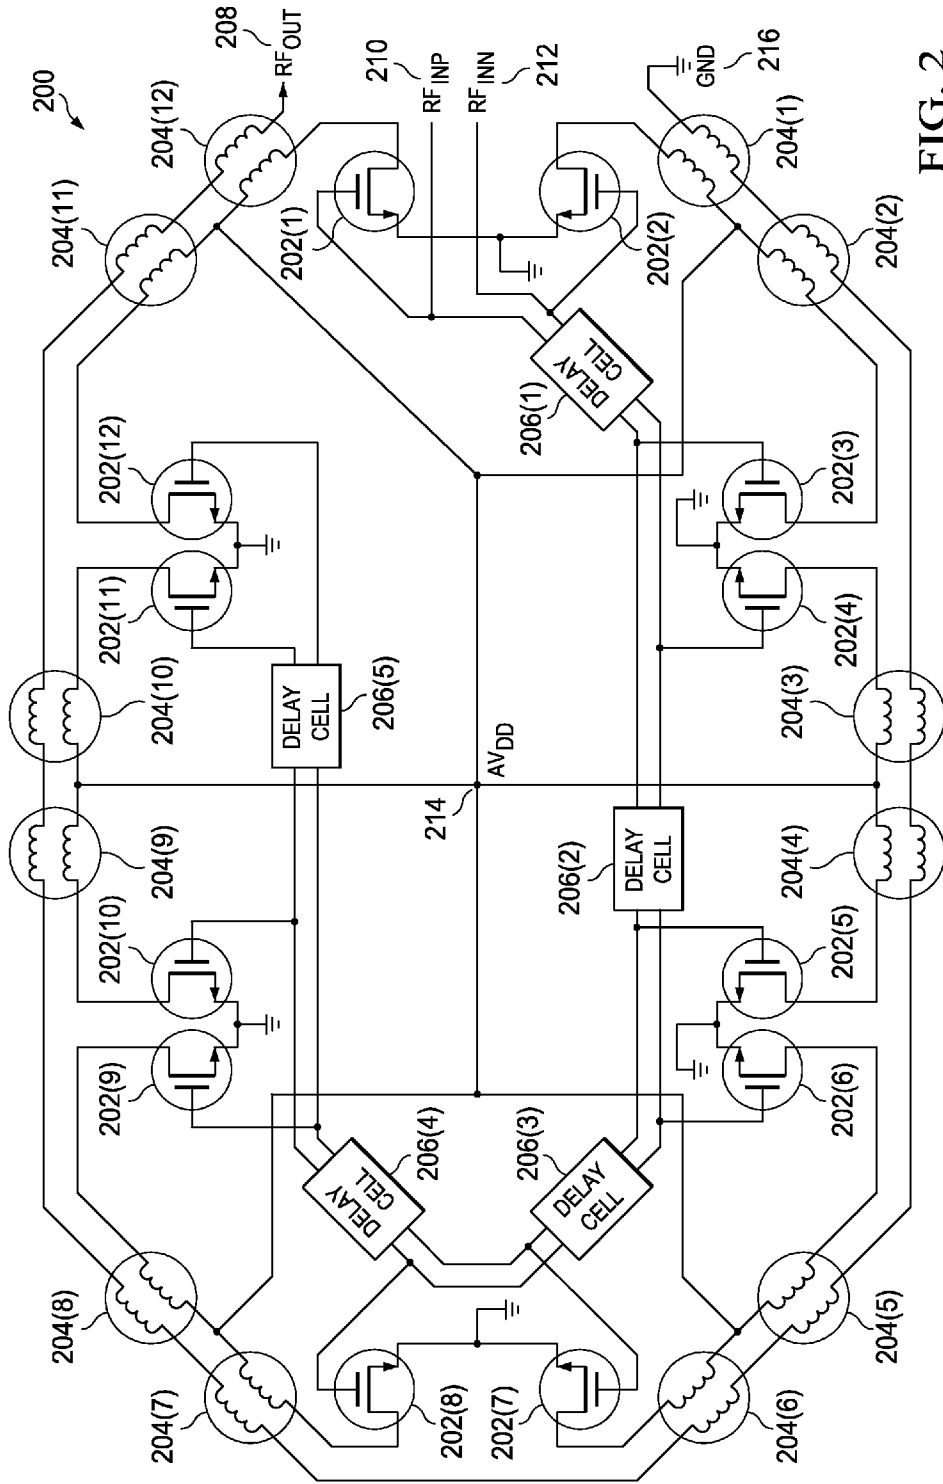 200
204(11)
204(12)
208
RFOUT
210
RFINP
RFINN
212
GND
216
204(1)
204(2)
202(1)
202(2)
DELAY
CELL
206(1)
202(12)
202(11)
202(3)
202(4)
204(10)
DELAY
CELL
206(5)
204(3)
AVDD
214
204(9)
206(2)
DELAY
CELL
204(4)
202(10)
202(9)
202(5)
202(6)
DELAY
CELL
206(4)
206(3)
DELAY
CELL
204(8)
204(7)
202(8)
202(7)
204(5)
204(6)
FIG. 2